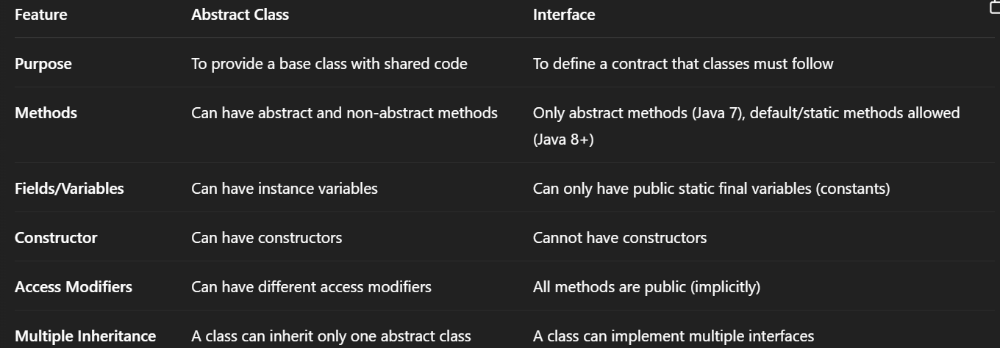 Feature Abstract Class Interface
Purpose To provide a base class with shared code To define a contract that classes must follow
Methods Can have abstract and non-abstract methods Only abstract methods (Java 7), default/static methods allowed
(Java 8+)
Fields/Variables Can have instance variables Can only have public static final variables (constants)
Constructor Can have constructors Cannot have constructors
Access Modifiers Can have different access modifiers All methods are public (implicitly)
Multiple Inheritance A class can inherit only one abstract class A class can implement multiple interfaces